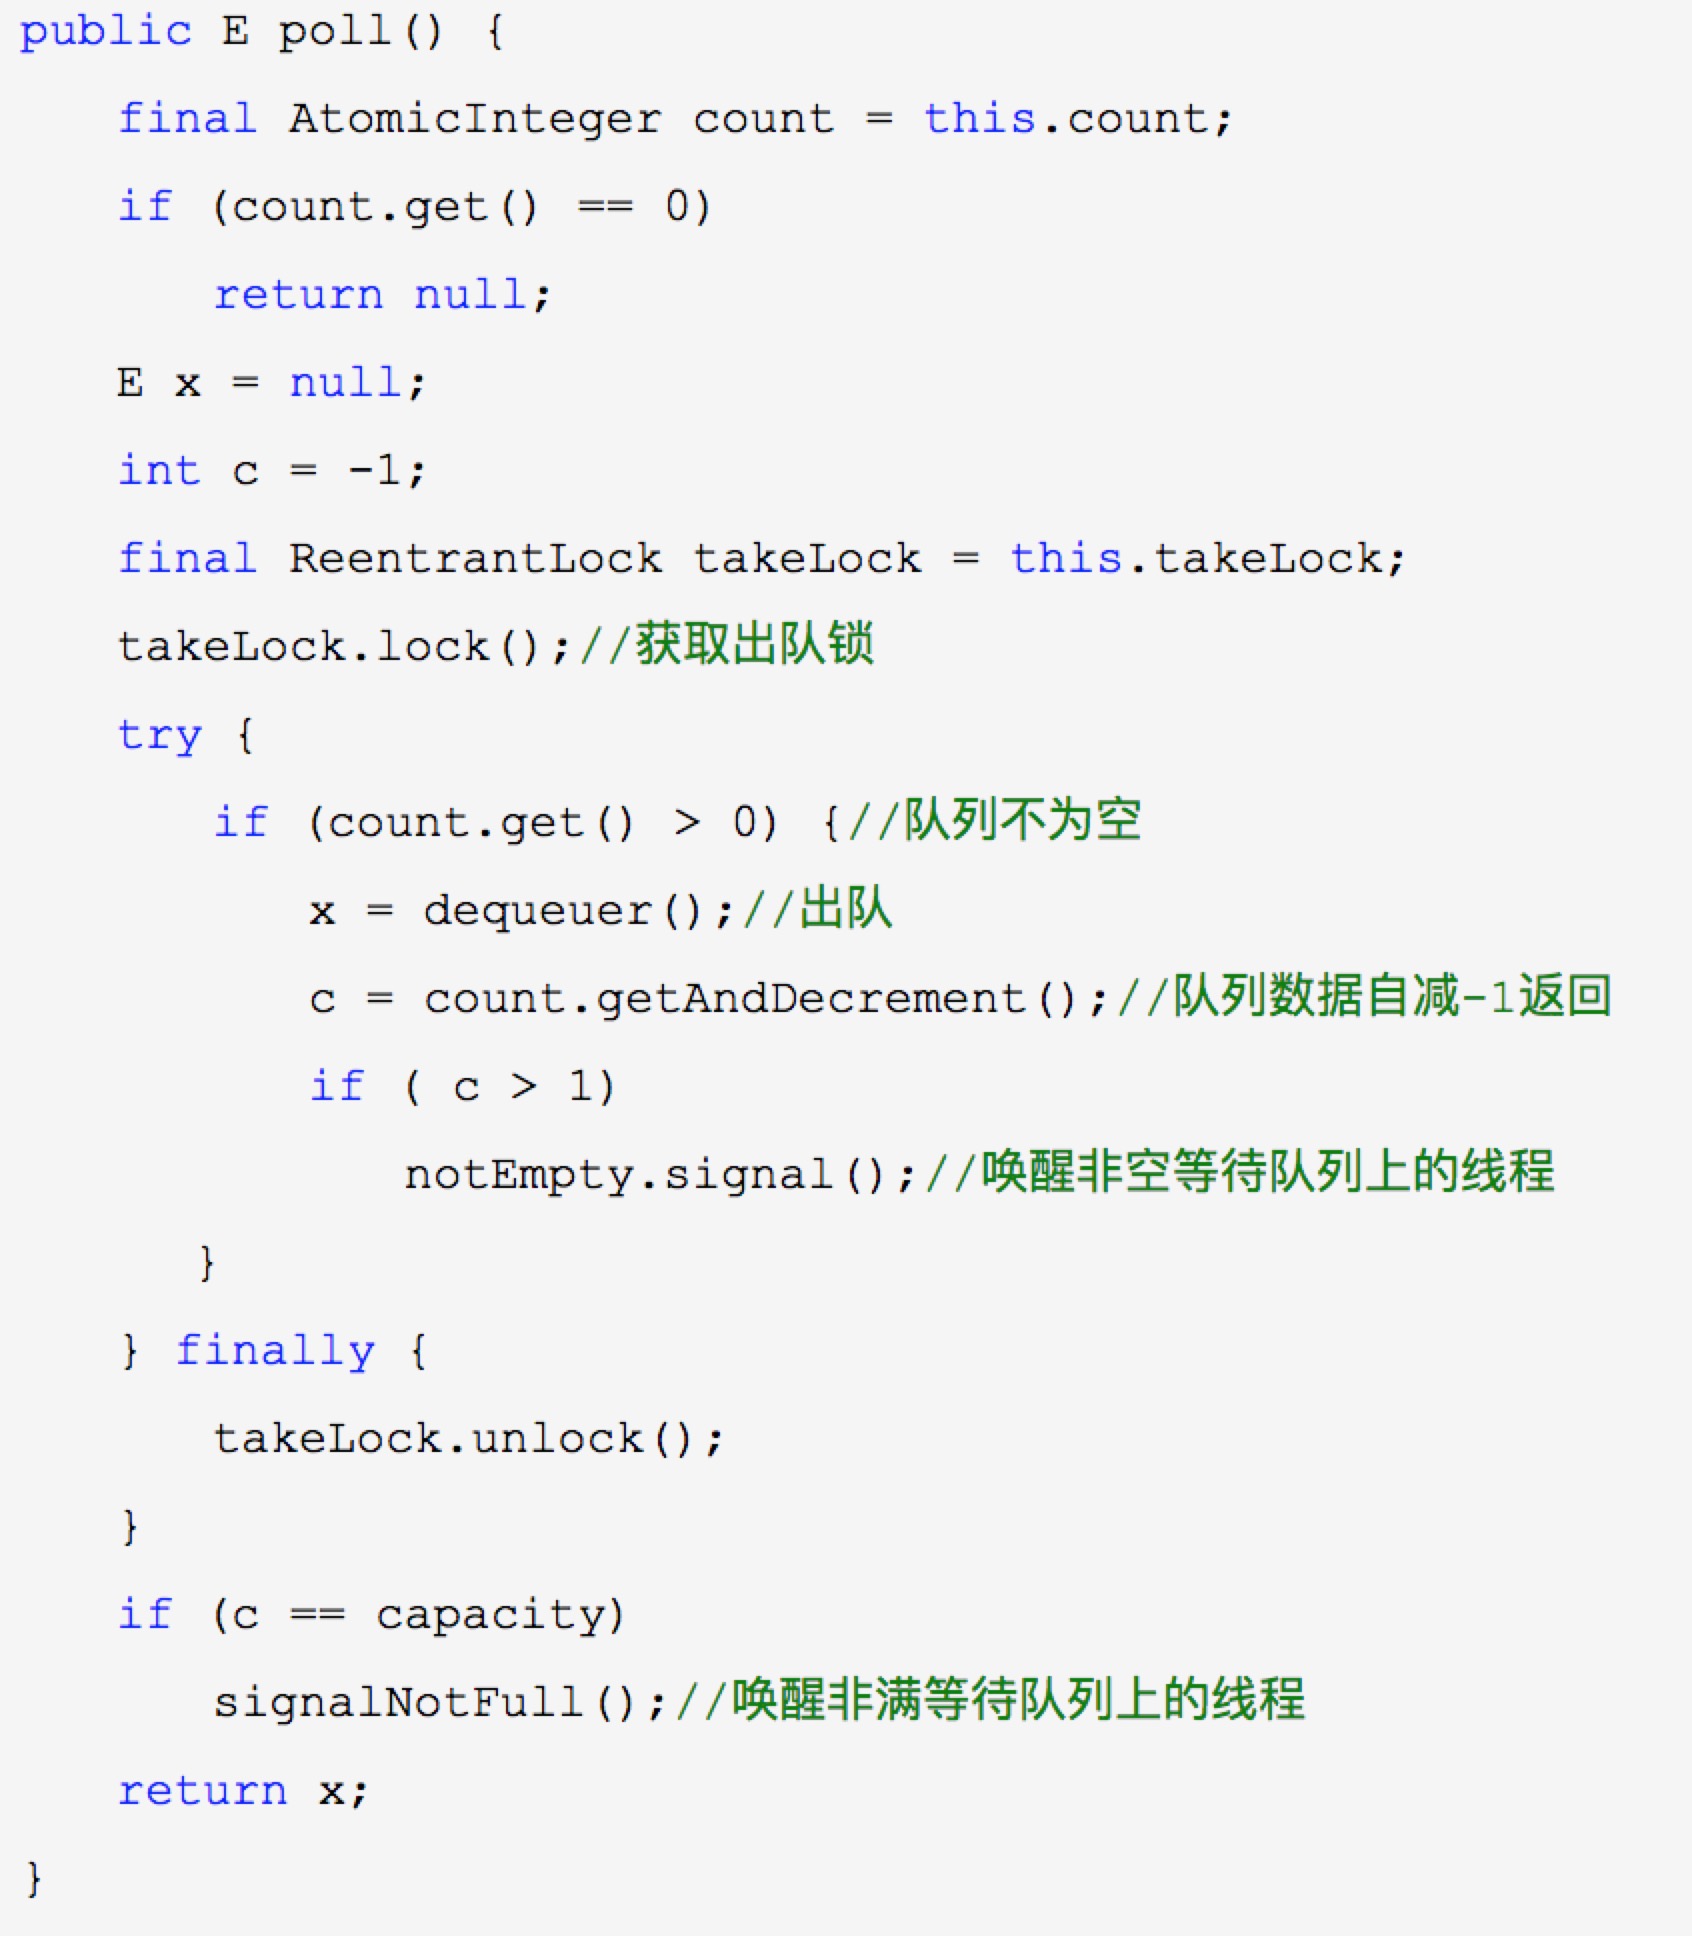 public E poll() {
final AtomicInteger count = this.count;
if (count.get() == 0)
return null;
E x = null;
int c = -1;
final ReentrantLock takeLock = this.takeLock;
takeLock.lock();//获取出队锁
try {
if (count.get() > 0) {//队列不为空
x = dequeuer();//出队
c = count.getAndDecrement();//队列数据自减-1返回
if ( c > 1)
notEmpty.signal();//唤醒非空等待队列上的线程
}
} finally {
takeLock.unlock();
}
if (c == capacity)
signalNotFull();//唤醒非满等待队列上的线程
return x;
}